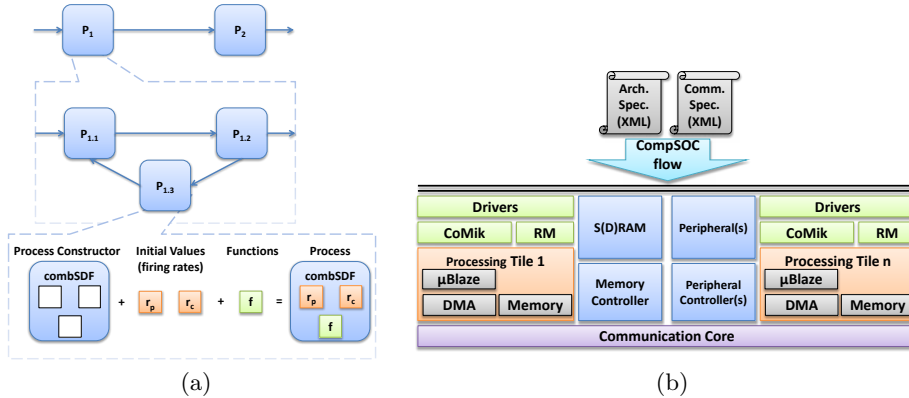 P1
P2
P1.1
P1.2
P1.3
Process Constructor
Initial Values
(firing rates)
Functions
Process
combSDF
+
rp
rc
+
f
=
combSDF
rp
rc
f
(a)
Arch.
Spec.
(XML)
Comm.
Spec.
(XML)
CompSOC
flow
Drivers
CoMik
RM
Processing Tile 1
µBlaze
DMA
Memory
S(D)RAM
Peripheral(s)
Memory
Controller
Peripheral
Controller(s)
Drivers
CoMik
RM
Processing Tile n
µBlaze
DMA
Memory
Communication Core
(b)